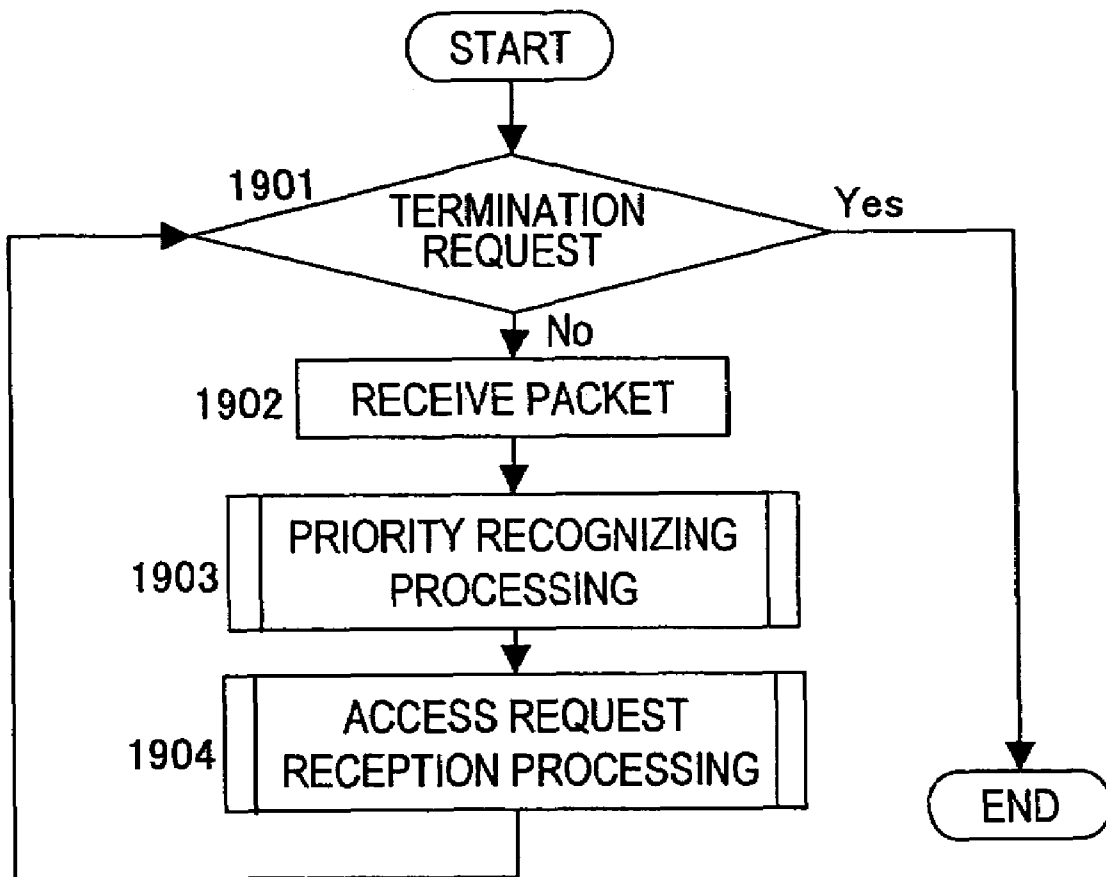 START
1901
TERMINATION
REQUEST
Yes
No
1902
RECEIVE PACKET
1903
PRIORITY RECOGNIZING
PROCESSING
1904
ACCESS REQUEST
RECEPTION PROCESSING
END